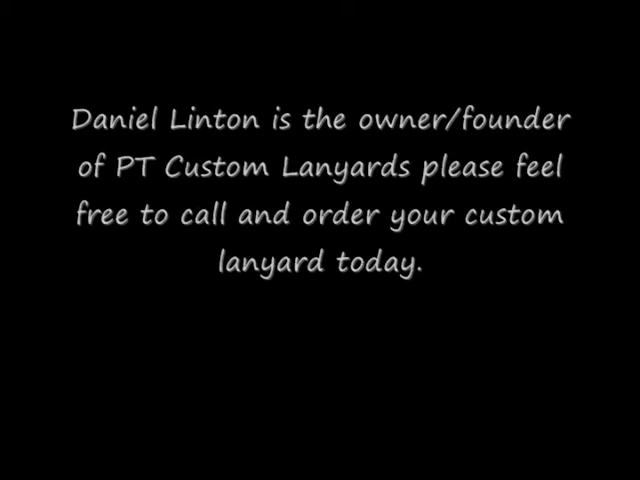 Daniel Linton is the owner/founder
of PT Custom Lanyards please feel
free to call and order your custom
lanyard today.